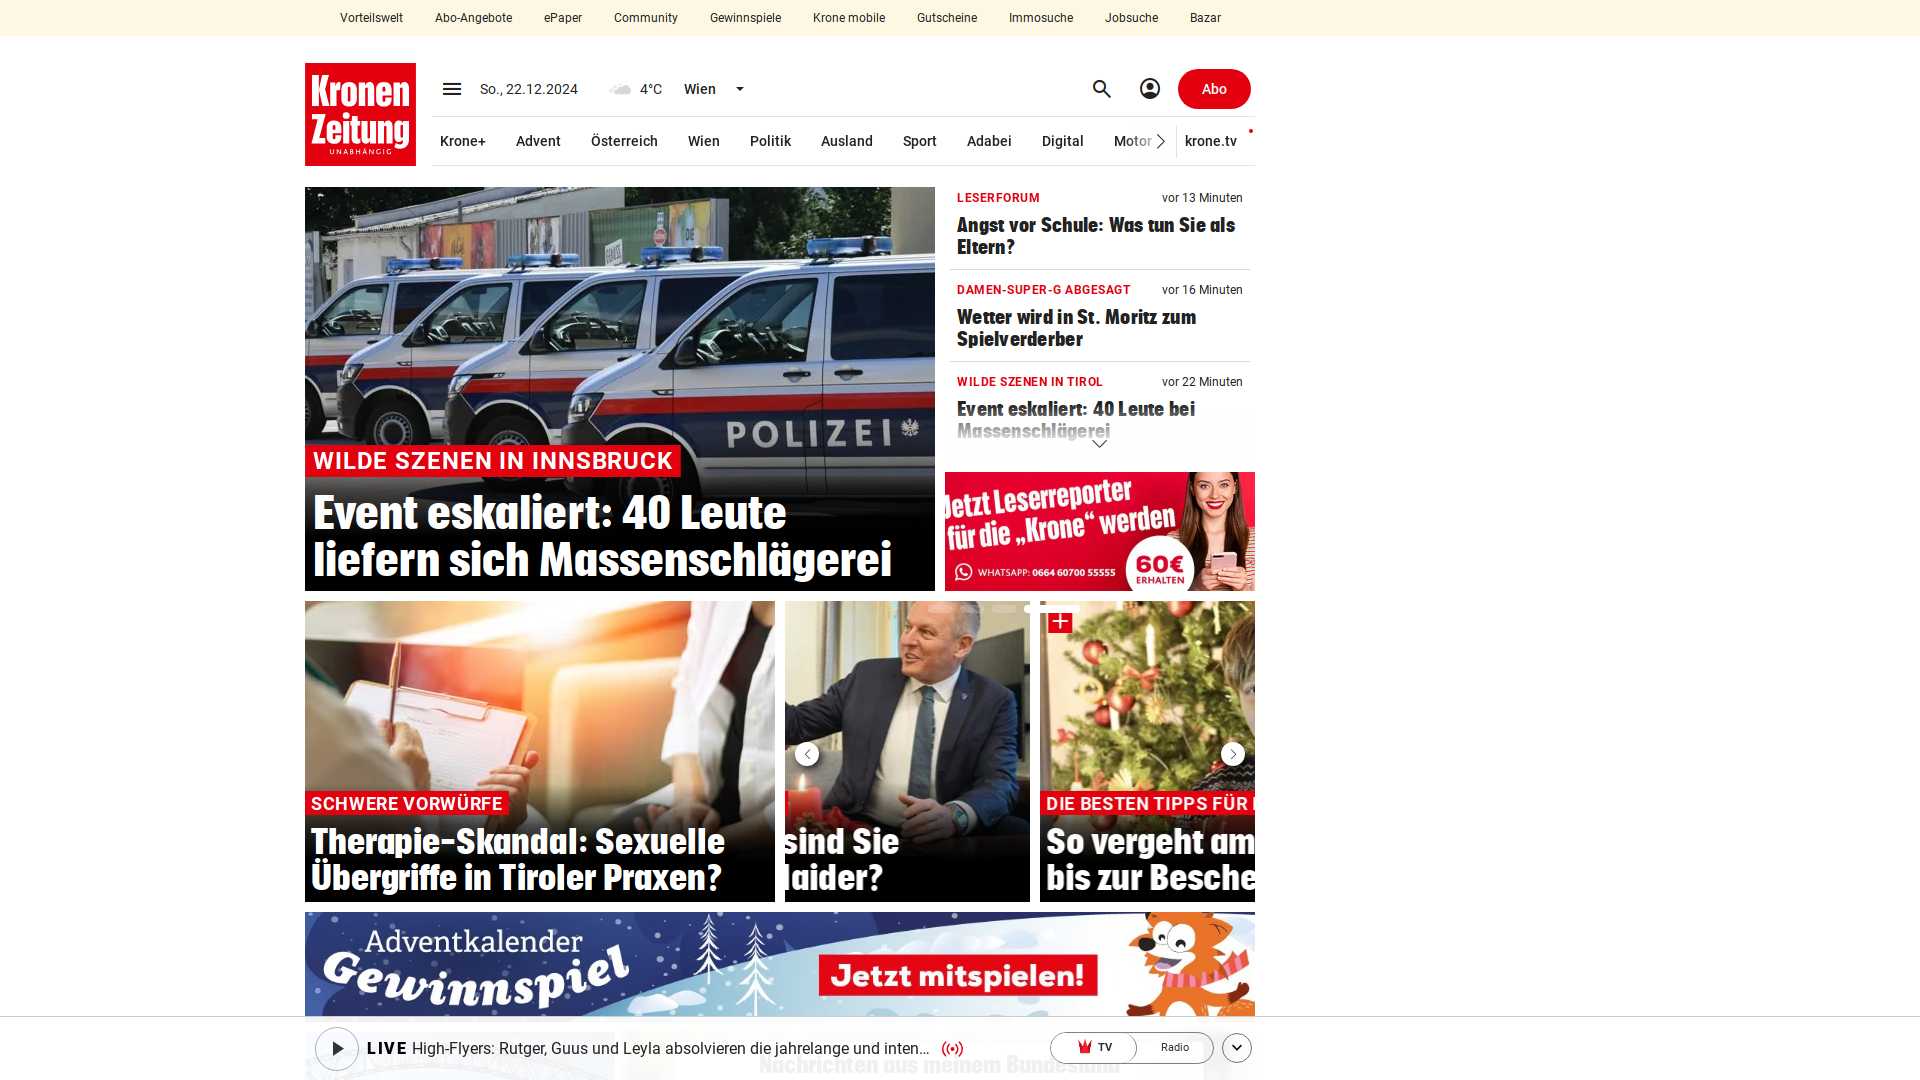 Vorteilswelt Abo-Angebote ePaper Community Gewinnspiele Krone mobile Gutscheine Immosuche Jobsuche Bazar
Kronen
Zeitung
UNABHÄNGIG
So., 22.12.2024 4°C Wien
Abo
Krone+ Advent Österreich Wien Politik Ausland Sport Adabei Digital Motor krone.tv
POLIZEI
WILDE SZENEN IN INNSBRUCK
Event eskaliert: 40 Leute
liefern sich Massenschlägerei
LESERFORUM vor 13 Minuten
Angst vor Schule: Was tun Sie als
Eltern?
DAMEN-SUPER-G ABGESAGT vor 16 Minuten
Wetter wird in St. Moritz zum
Spielverderber
WILDE SZENEN IN TIROL vor 22 Minuten
Event eskaliert: 40 Leute bei
Massenschlägerei
Jetzt Leserreporter
für die „Krone“ werden
WHATSAPP: 0664 60700 55555
60€
ERHALTEN
SCHWERE VORWÜRFE
Therapie-Skandal: Sexuelle
Übergriffe in Tiroler Praxen?
sind Sie
laider?
DIE BESTEN TIPPS FÜR
So vergeht am
bis zur Besche
Adventkalender
Gewinnspiel
Jetzt mitspielen!
LIVE High-Flyers: Rutger, Guus und Leyla absolvieren die jahrelange und inten...
TV Radio
Nachrichten aus meinem Bundesland